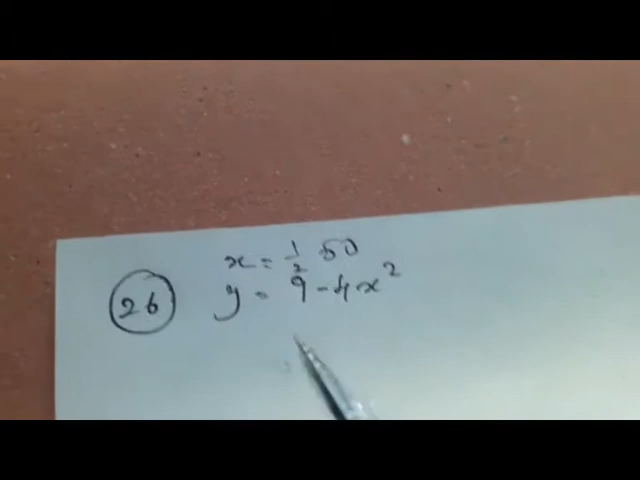 x = 1/2
26 y = 9 - 4x²